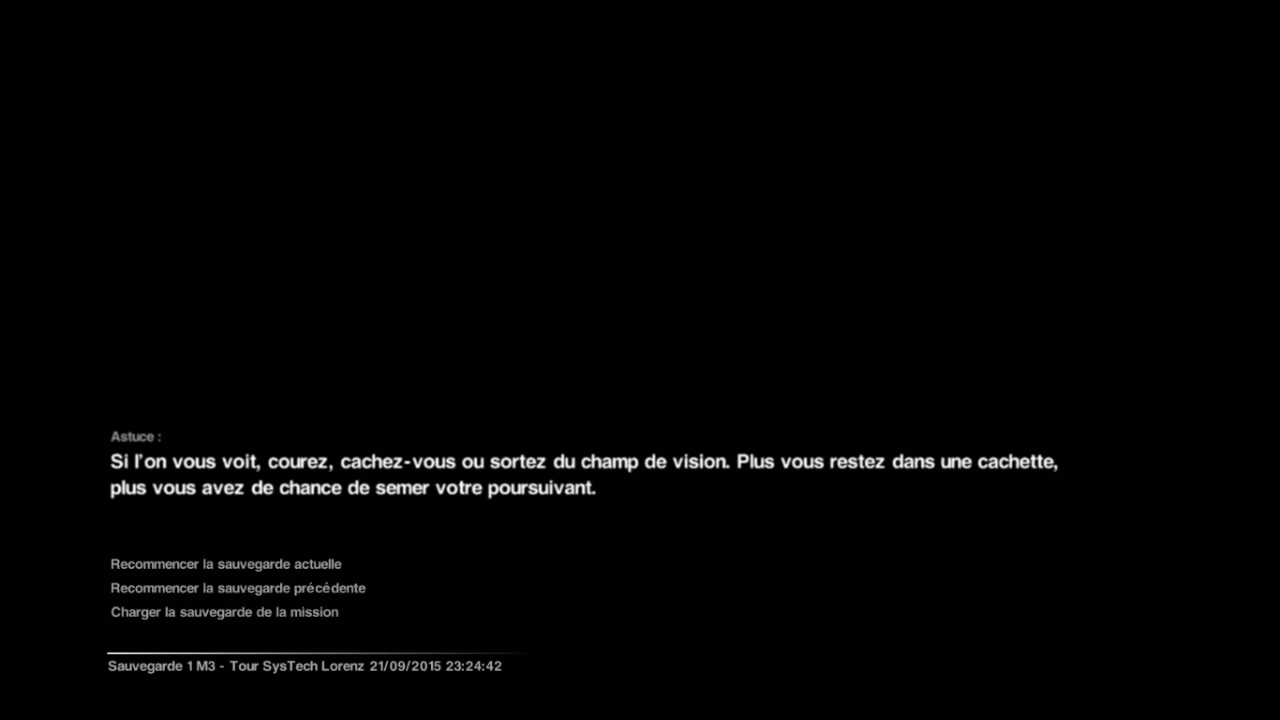 Astuce :
Si l'on vous voit, courez, cachez-vous ou sortez du champ de vision. Plus vous restez dans une cachette,
plus vous avez de chance de semer votre poursuivant.
Recommencer la sauvegarde actuelle
Recommencer la sauvegarde précédente
Charger la sauvegarde de la mission
Sauvegarde 1 M3 - Tour SysTech Lorenz 21/09/2015 23:24:42